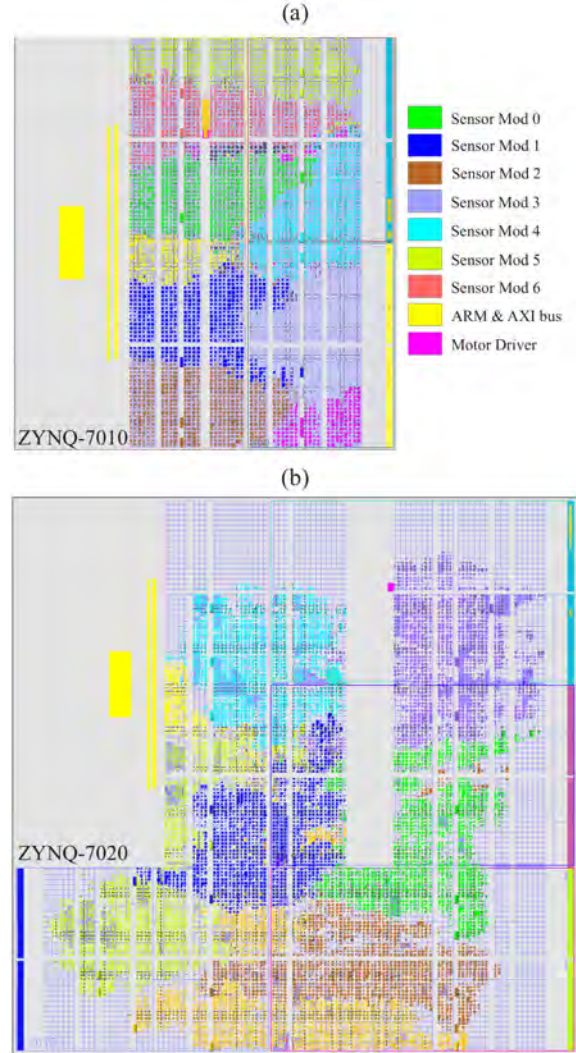 (a)
Sensor Mod 0
Sensor Mod 1
Sensor Mod 2
Sensor Mod 3
Sensor Mod 4
Sensor Mod 5
Sensor Mod 6
ARM & AXI bus
Motor Driver
ZYNQ-7010
(b)
ZYNQ-7020